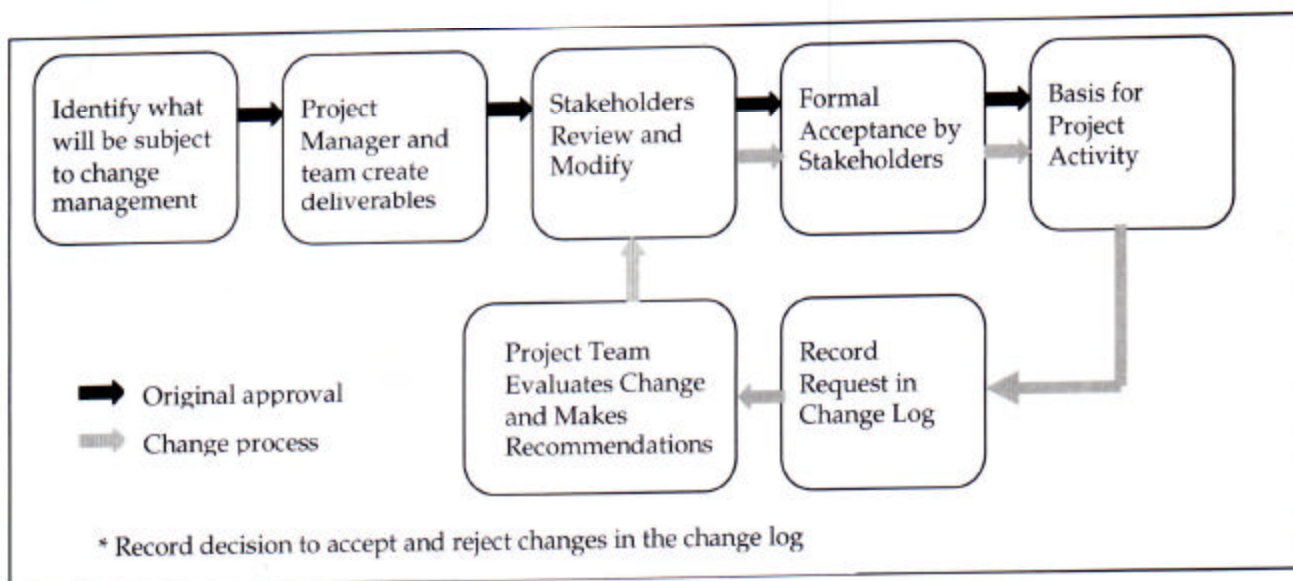 Identify what
will be subject
to change
management
Project
Manager and
team create
deliverables
Stakeholders
Review and
Modify
Formal
Acceptance by
Stakeholders
Basis for
Project
Activity
Project Team
Evaluates Change
and Makes
Recommendations
Record
Request in
Change Log
Original approval
Change process
* Record decision to accept and reject changes in the change log